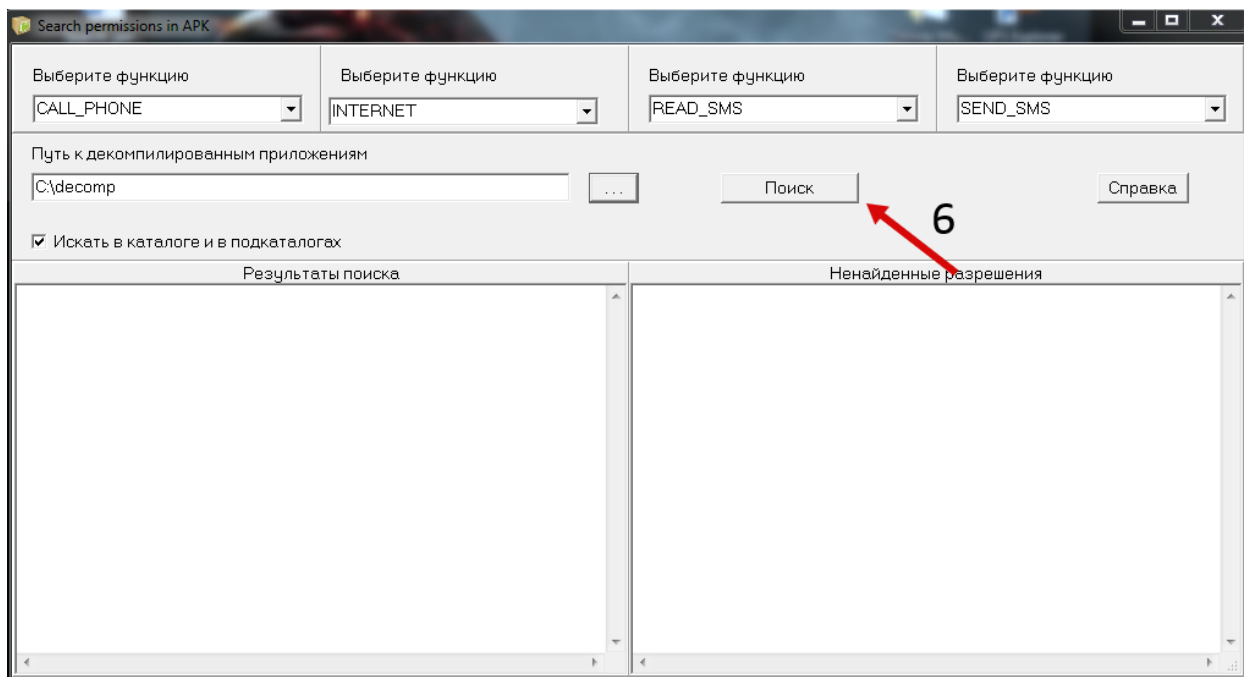 Search permissions in APK
Выберите функцию
Выберите функцию
Выберите функцию
Выберите функцию
CALL_PHONE
INTERNET
READ_SMS
SEND_SMS
Путь к декомпилированным приложениям
C:\decomp
...
Поиск
Справка
6
Искать в каталоге и в подкаталогах
Результаты поиска
Ненайденные разрешения